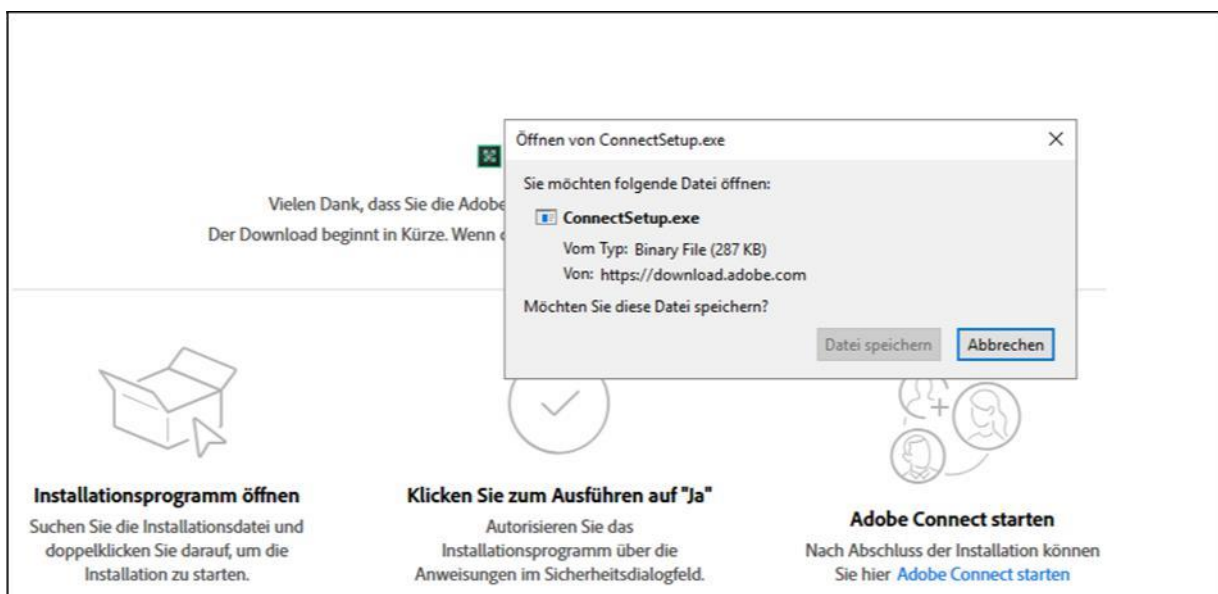 Öffnen von ConnectSetup.exe
Sie möchten folgende Datei öffnen:
ConnectSetup.exe
Vom Typ: Binary File (287 KB)
Von: https://download.adobe.com
Möchten Sie diese Datei speichern?
Datei speichern
Abbrechen
Vielen Dank, dass Sie die Adobe
Der Download beginnt in Kürze. Wenn
Installationsprogramm öffnen
Suchen Sie die Installationsdatei und
doppelklicken Sie darauf, um die
Installation zu starten.
Klicken Sie zum Ausführen auf "Ja"
Autorisieren Sie das
Installationsprogramm über die
Anweisungen im Sicherheitsdialogfeld.
Adobe Connect starten
Nach Abschluss der Installation können
Sie hier Adobe Connect starten